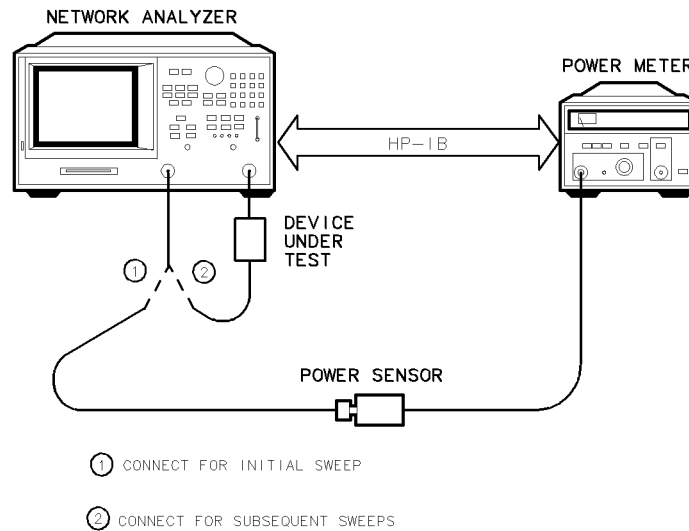 NETWORK ANALYZER
POWER METER
HP-IB
DEVICE
UNDER
TEST
1
2
POWER SENSOR
1 CONNECT FOR INITIAL SWEEP
2 CONNECT FOR SUBSEQUENT SWEEPS